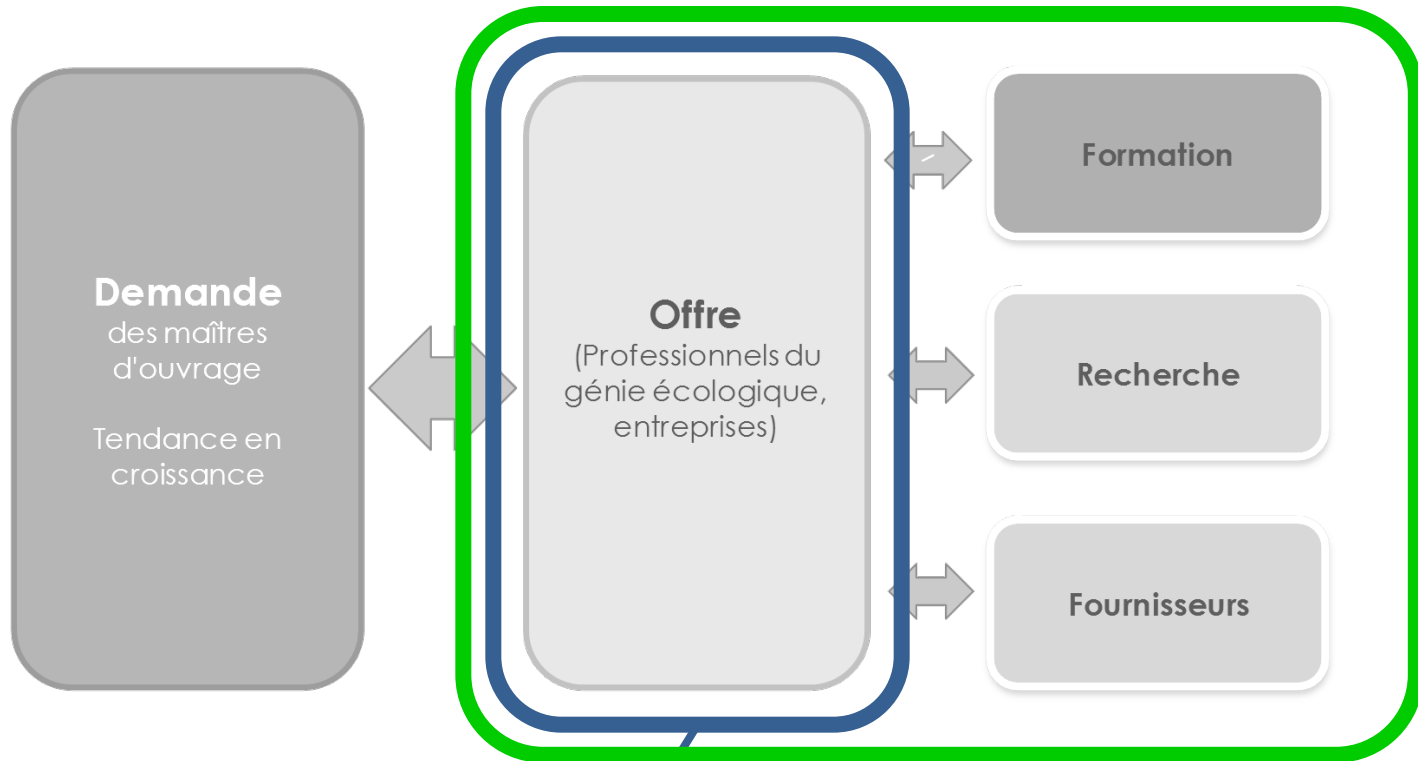 Demande
des maîtres
d'ouvrage
Tendance en
croissance
Offre
(Professionnels du
génie écologique,
entreprises)
Formation
Recherche
Fournisseurs